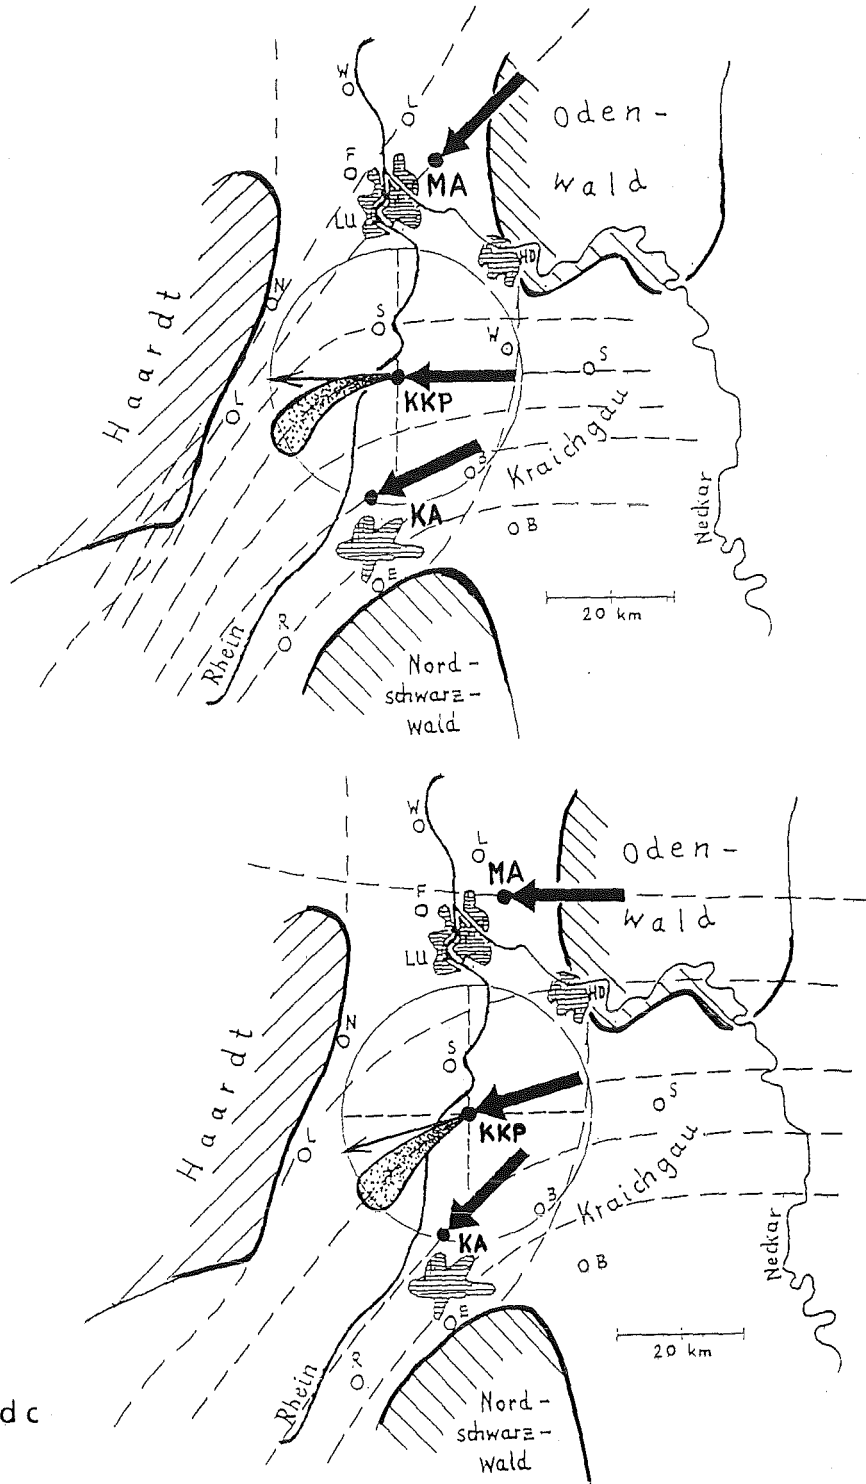 W
L
Oden-
F
MA
Wald
LU
HD
N
S
W
S
Haardt
KKP
L
Kraichgau
B
KA
B
Neckar
E
20 km
R
Rhein
Nord-
schwarz-
wald
W
L
Oden-
MA
F
Wald
LU
HD
N
S
S
Haardt
KKP
L
Kraichgau
B
KA
B
Neckar
E
20 km
R
Rhein
d c
Nord-
schwarz-
wald